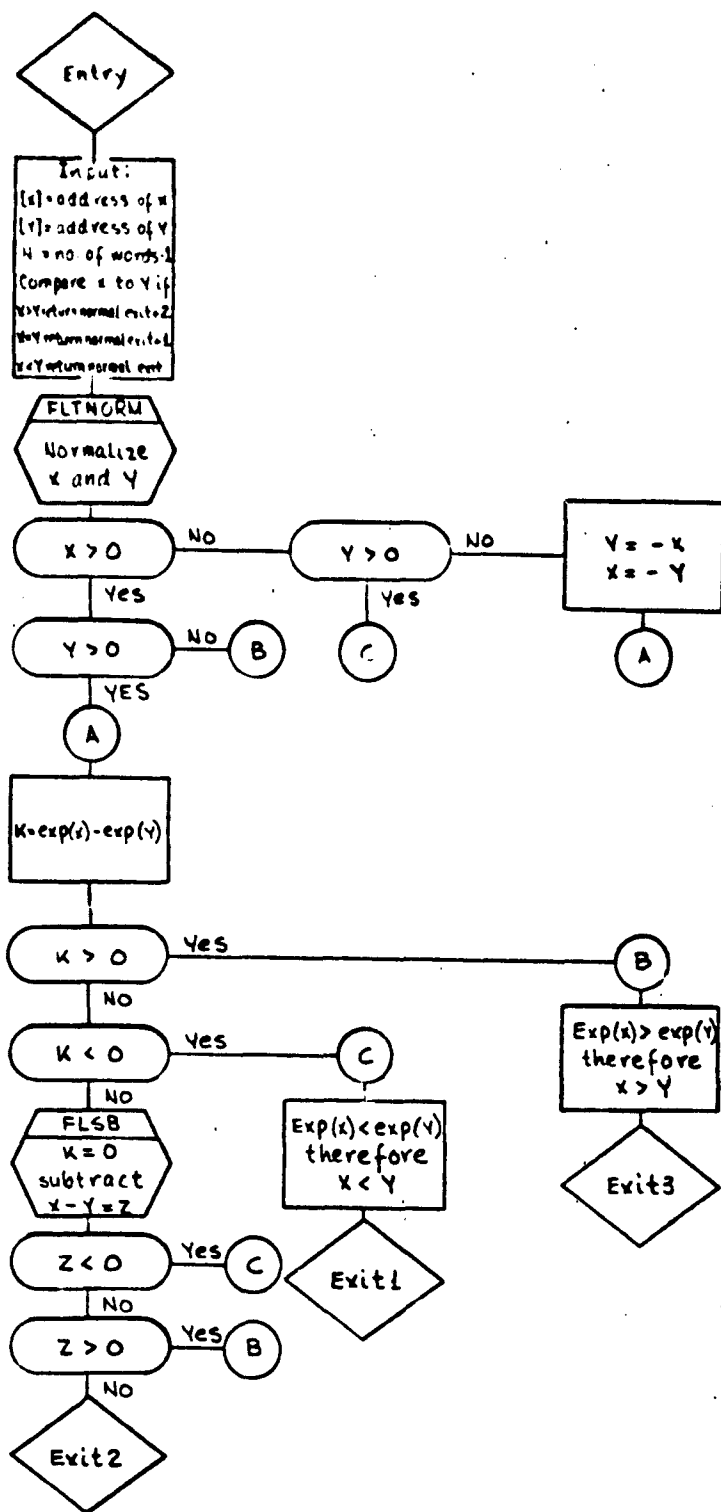 Entry
Input:
[X]=address of X
[Y]=address of Y
N = no. of words-1
Compare X to Y if
X>Y return normal exit+2
X=Y return normal exit+1
X<Y return normal exit
FLTNORM
Normalize
X and Y
X > 0
NO
Y > 0
NO
Y = - X
X = - Y
Yes
Yes
Y > 0
NO
B
C
A
YES
A
K=exp(X)-exp(Y)
K > 0
Yes
B
NO
Exp(X) > exp(Y)
therefore
X > Y
K < 0
Yes
C
NO
Exp(X) < exp(Y)
therefore
X < Y
FLSB
K = 0
subtract
X - Y = Z
Exit3
Z < 0
Yes
C
Exit1
NO
Z > 0
Yes
B
NO
Exit2